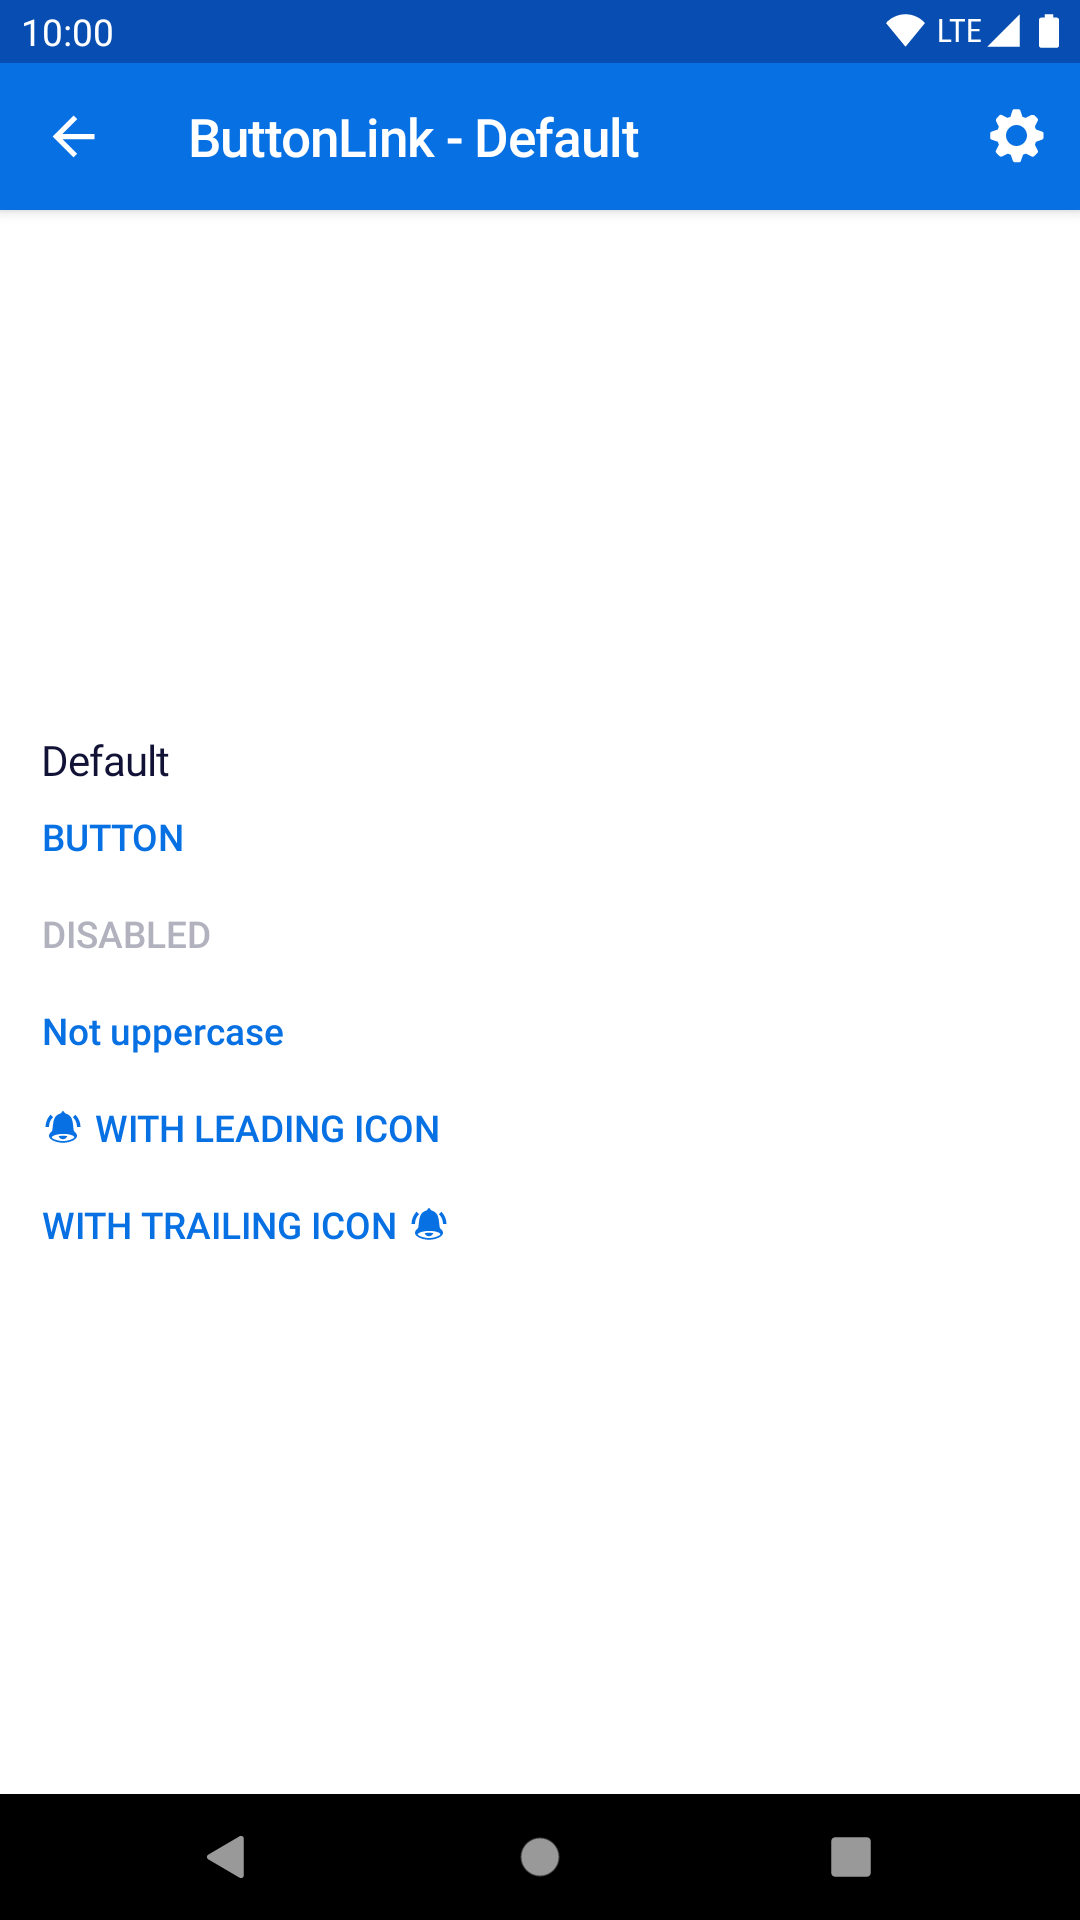 10:00 LTE
ButtonLink - Default
Default
BUTTON
DISABLED
Not uppercase
WITH LEADING ICON
WITH TRAILING ICON